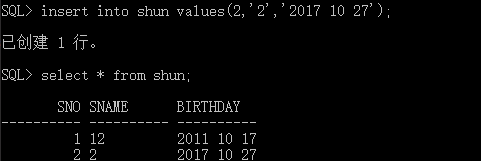 SQL> insert into shun values(2,'2','2017 10 27');
已创建 1 行。
SQL> select * from shun;
SNO SNAME BIRTHDAY
---------- ---------- ----------
1 12 2011 10 17
2 2 2017 10 27